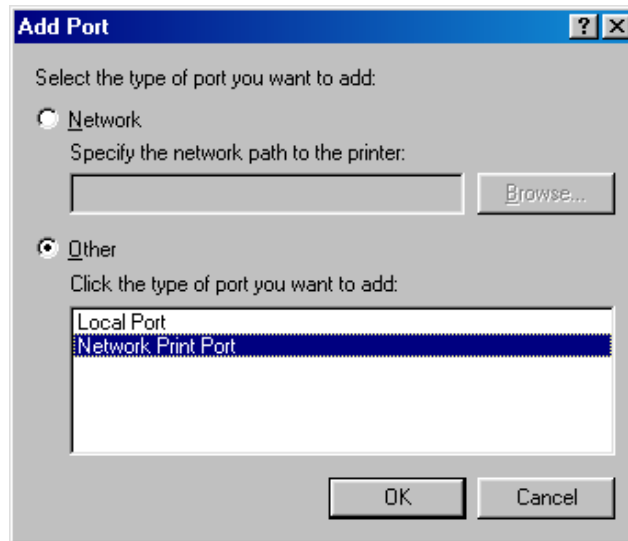 Add Port
Select the type of port you want to add:
Network
Specify the network path to the printer:
Browse...
Other
Click the type of port you want to add:
Local Port
Network Print Port
OK Cancel